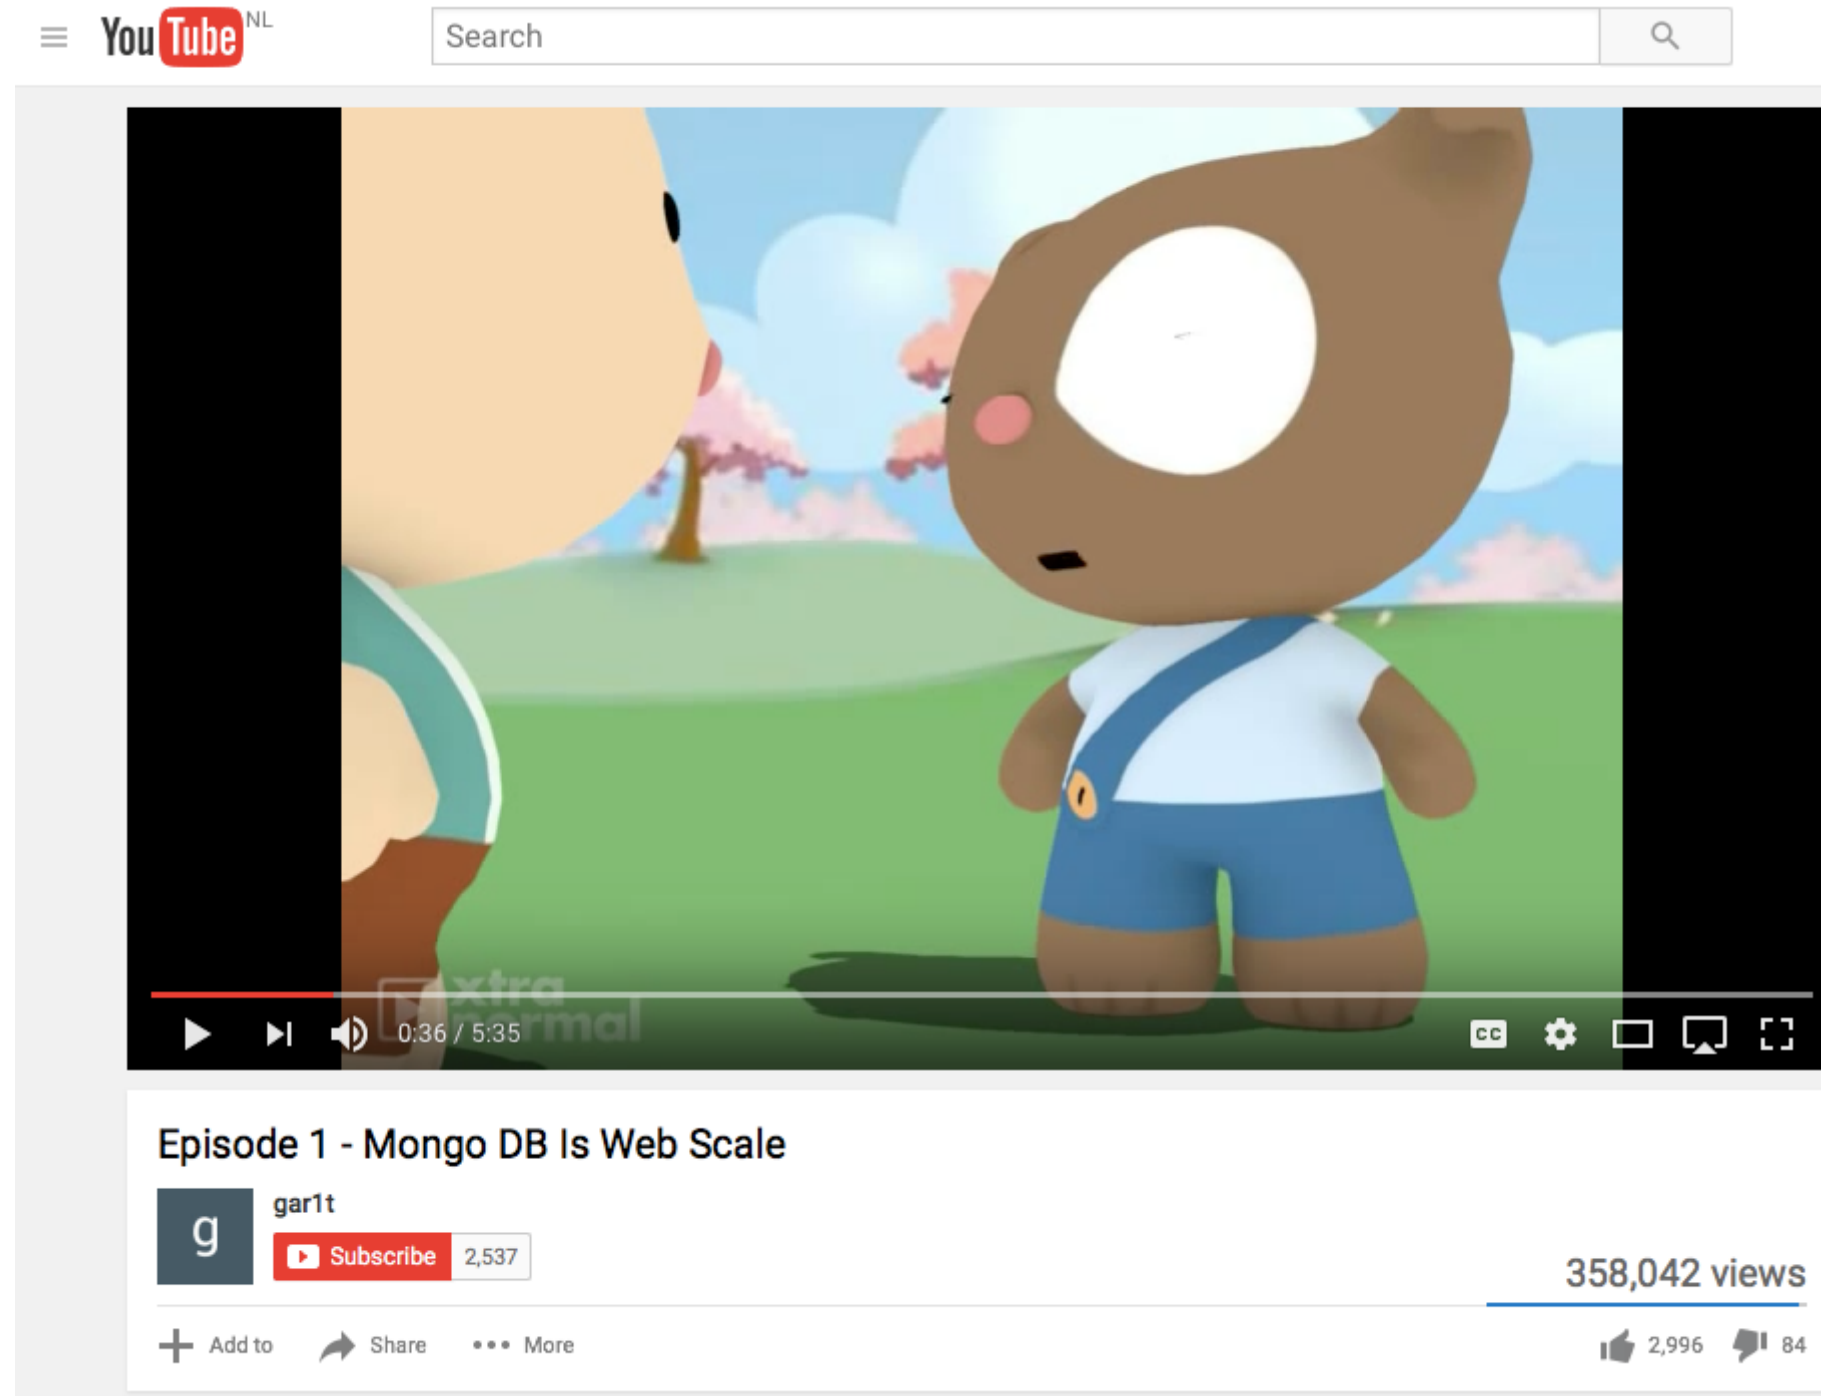 YouTube NL
Search
xtra
normal
0:36 / 5:35
CC
Episode 1 - Mongo DB Is Web Scale
g
gar1t
Subscribe 2,537
358,042 views
Add to Share More
2,996 84